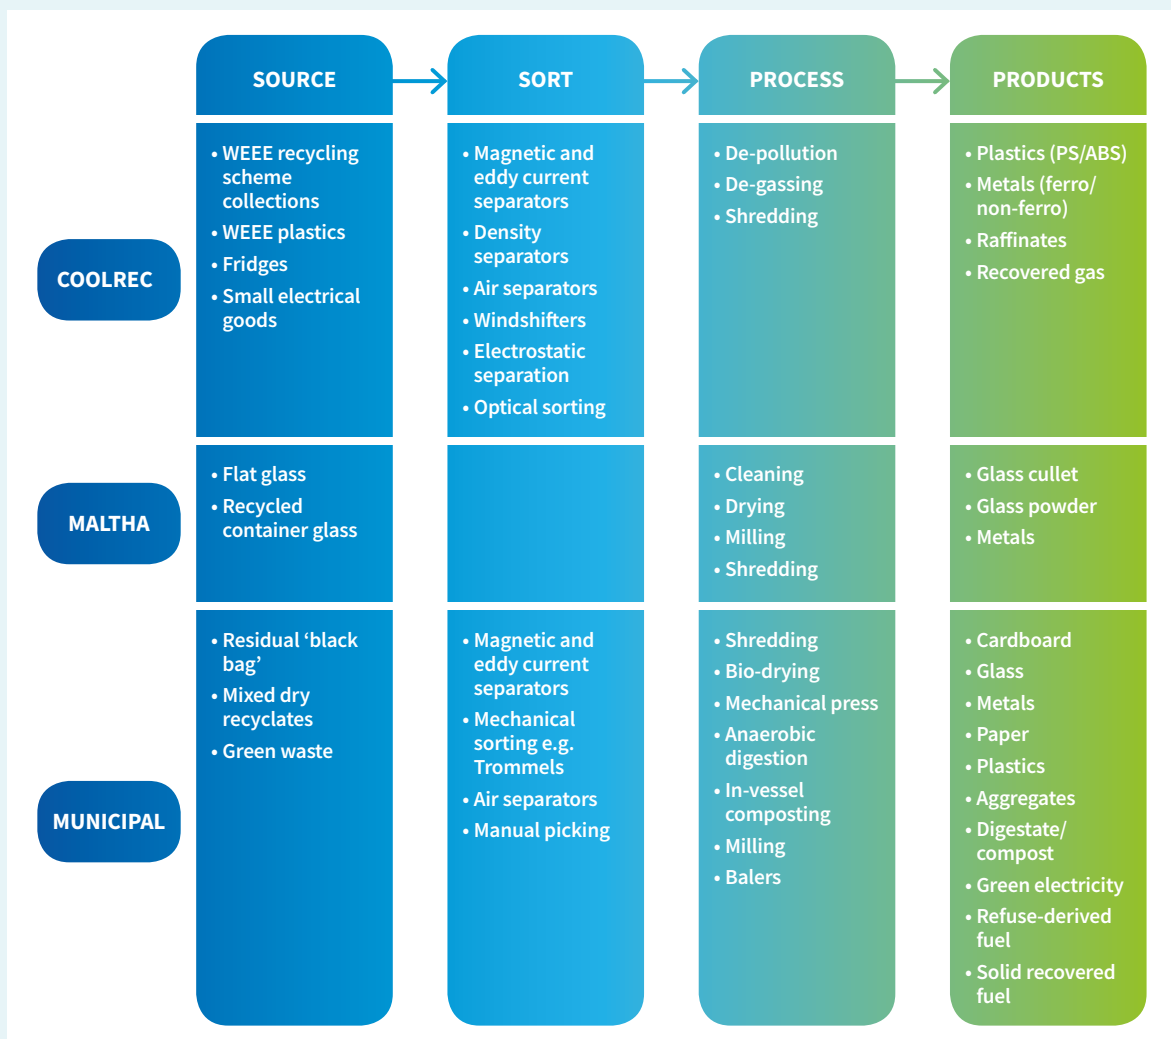 SOURCE
SORT
PROCESS
PRODUCTS
COOLREC
• WEEE recycling
scheme
collections
• WEEE plastics
• Fridges
• Small electrical
goods
• Magnetic and
eddy current
separators
• Density
separators
• Air separators
• Windshifters
• Electrostatic
separation
• Optical sorting
• De-pollution
• De-gassing
• Shredding
• Plastics (PS/ABS)
• Metals (ferro/
non-ferro)
• Raffinates
• Recovered gas
MALTHA
• Flat glass
• Recycled
container glass
• Cleaning
• Drying
• Milling
• Shredding
• Glass cullet
• Glass powder
• Metals
MUNICIPAL
• Residual ‘black
bag’
• Mixed dry
recyclates
• Green waste
• Magnetic and
eddy current
separators
• Mechanical
sorting e.g.
Trommels
• Air separators
• Manual picking
• Shredding
• Bio-drying
• Mechanical press
• Anaerobic
digestion
• In-vessel
composting
• Milling
• Balers
• Cardboard
• Glass
• Metals
• Paper
• Plastics
• Aggregates
• Digestate/
compost
• Green electricity
• Refuse-derived
fuel
• Solid recovered
fuel